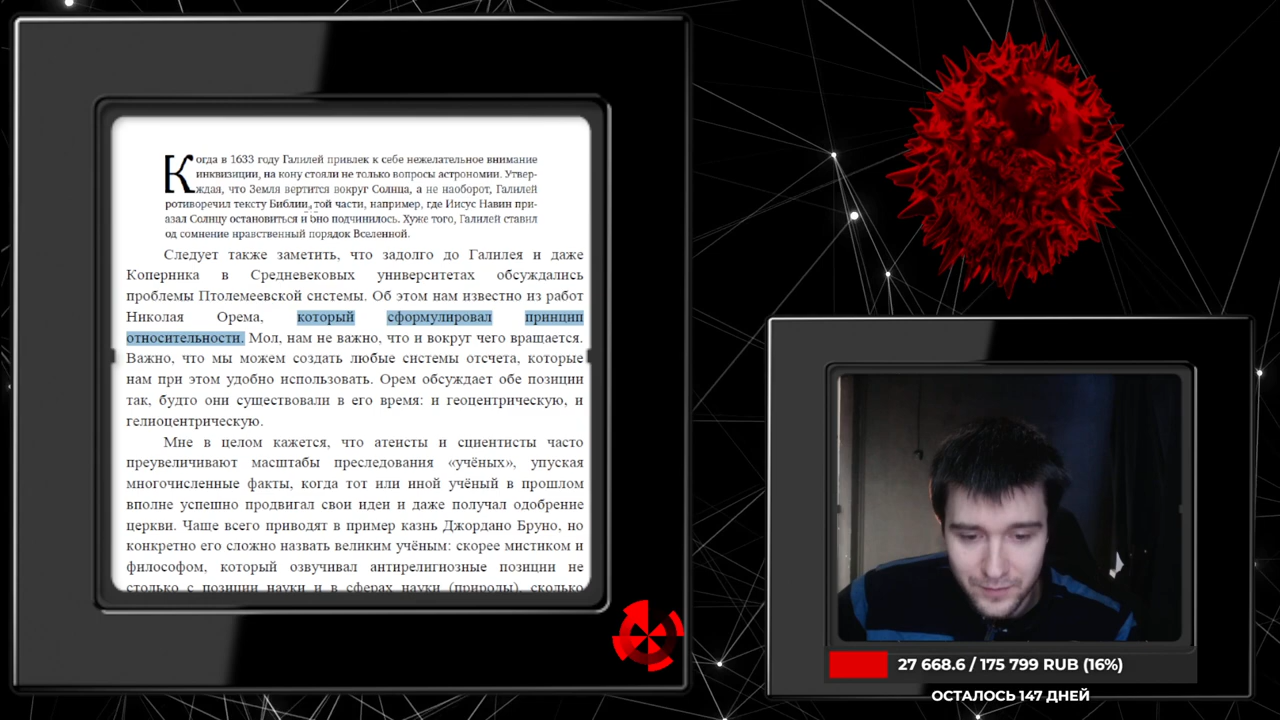 Когда в 1633 году Галилей привлек к себе нежелательное внимание
инквизиции, на кону стояли не только вопросы астрономии. Утвер-
ждая, что Земля вертится вокруг Солнца, а не наоборот, Галилей
ротиворечил тексту Библии, той части, например, где Иисус Навин при-
азал Солнцу остановиться и оно подчинилось. Хуже того, Галилей ставил
од сомнение нравственный порядок Вселенной.
Следует также заметить, что задолго до Галилея и даже
Коперника в Средневековых университетах обсуждались
проблемы Птолемеевской системы. Об этом нам известно из работ
Николая Орема, который сформулировал принцип
относительности. Мол, нам не важно, что и вокруг чего вращается.
Важно, что мы можем создать любые системы отсчета, которые
нам при этом удобно использовать. Орем обсуждает обе позиции
так, будто они существовали в его время: и геоцентрическую, и
гелиоцентрическую.
Мне в целом кажется, что атеисты и сциентисты часто
преувеличивают масштабы преследования «учёных», упуская
многочисленные факты, когда тот или иной учёный в прошлом
вполне успешно продвигал свои идеи и даже получал одобрение
церкви. Чаще всего приводят в пример казнь Джордано Бруно, но
конкретно его сложно назвать великим учёным: скорее мистиком и
философом, который озвучивал антирелигиозные позиции не
столько с позиции науки и в сферах науки (природы), сколько
27 668.6 / 175 799 RUB (16%)
ОСТАЛОСЬ 147 ДНЕЙ